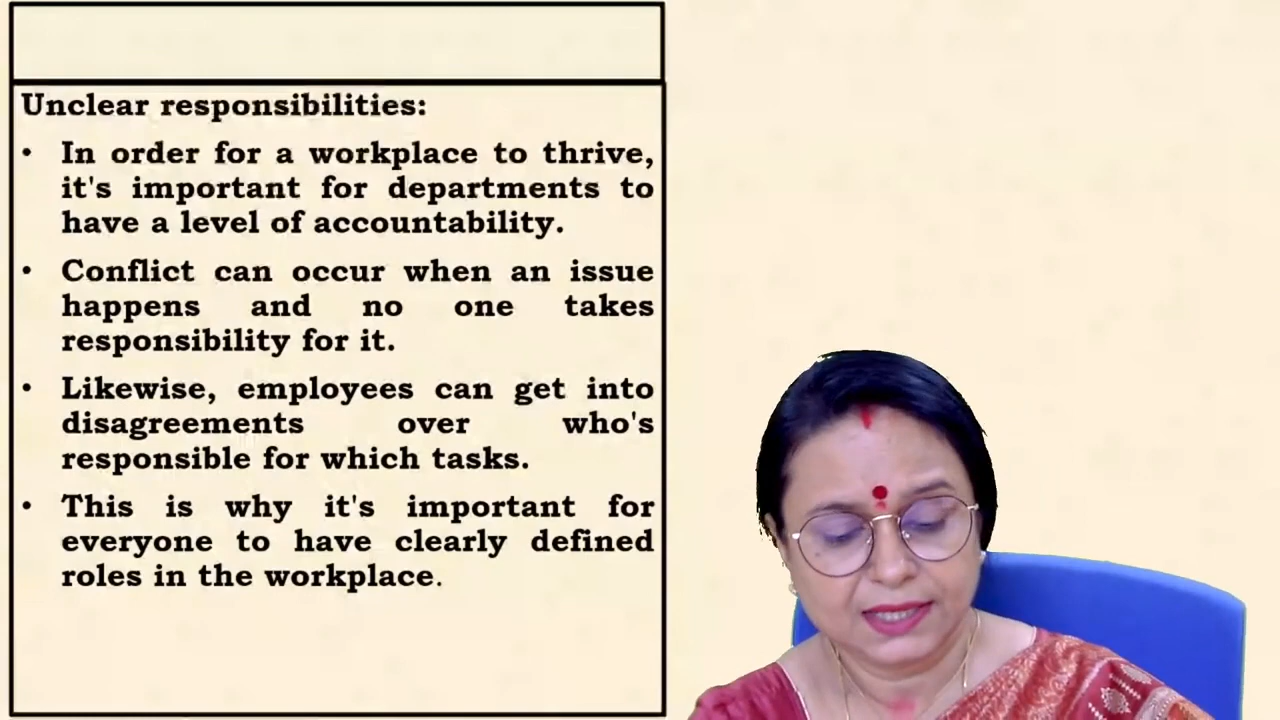 Unclear responsibilities:
• In order for a workplace to thrive,
it's important for departments to
have a level of accountability.
• Conflict can occur when an issue
happens and no one takes
responsibility for it.
• Likewise, employees can get into
disagreements over who's
responsible for which tasks.
• This is why it's important for
everyone to have clearly defined
roles in the workplace.